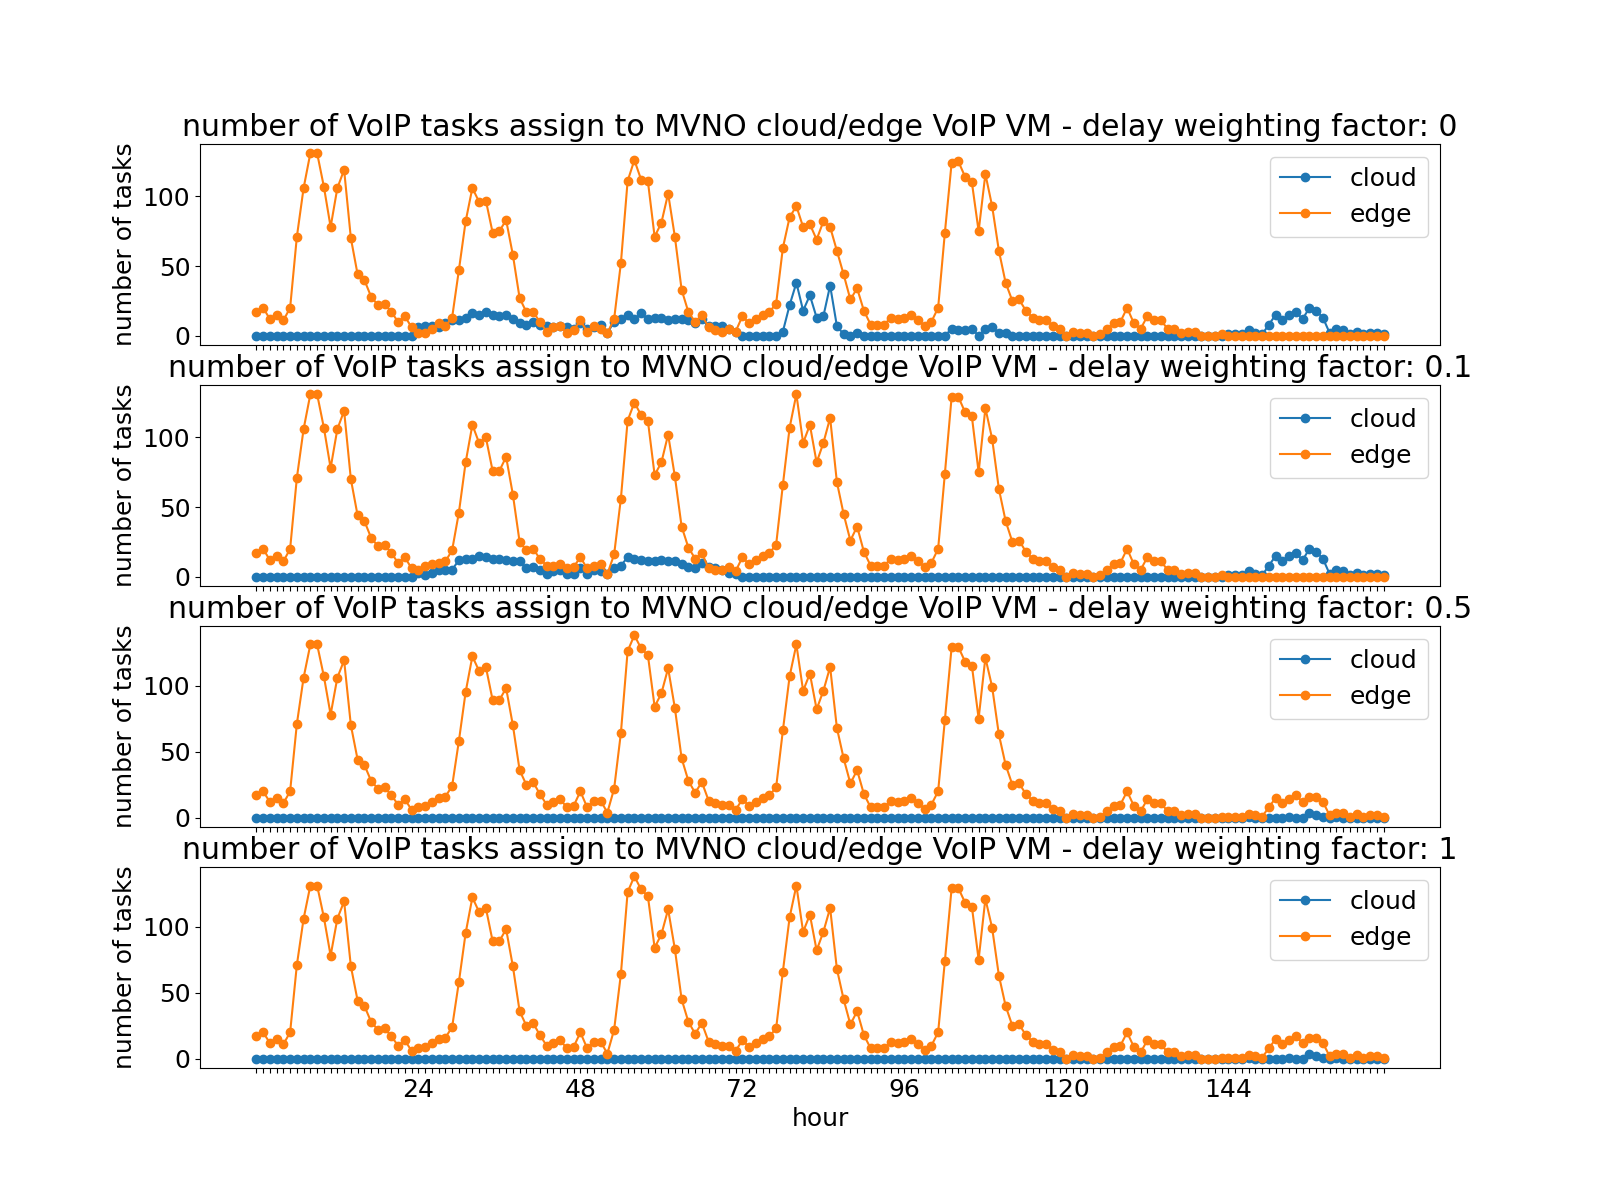 number of VoIP tasks assign to MVNO cloud/edge VoIP VM - delay weighting factor: 0
number of tasks
100
50
0
cloud
edge
number of VoIP tasks assign to MVNO cloud/edge VoIP VM - delay weighting factor: 0.1
number of tasks
100
50
0
cloud
edge
number of VoIP tasks assign to MVNO cloud/edge VoIP VM - delay weighting factor: 0.5
number of tasks
100
50
0
cloud
edge
number of VoIP tasks assign to MVNO cloud/edge VoIP VM - delay weighting factor: 1
number of tasks
100
50
0
cloud
edge
24 48 72 96 120 144
hour